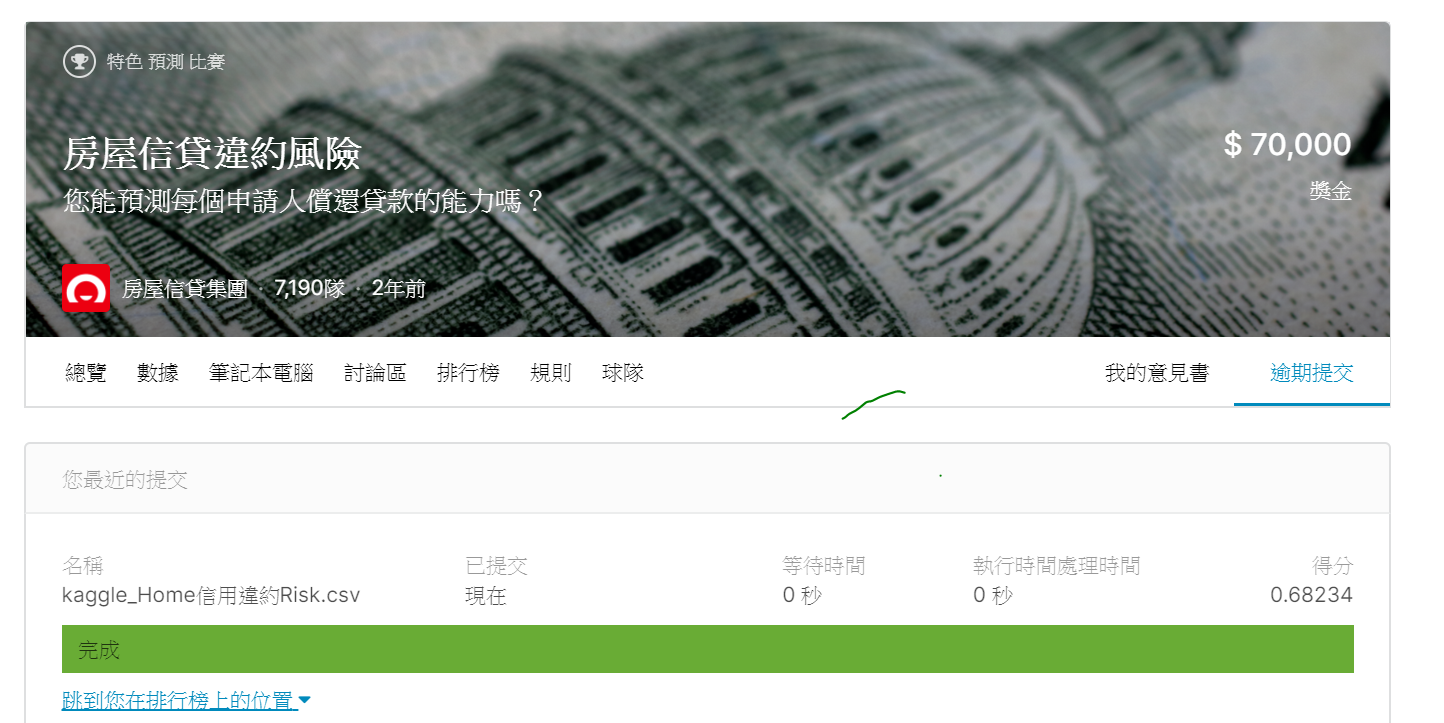 特色 預測 比賽
房屋信貸違約風險
您能預測每個申請人償還貸款的能力嗎？
$ 70,000
獎金
房屋信貸集團 · 7,190隊 · 2年前
總覽 數據 筆記本電腦 討論區 排行榜 規則 球隊 我的意見書 逾期提交
您最近的提交
名稱 已提交 等待時間 執行時間處理時間 得分
kaggle_Home信用違約Risk.csv 現在 0 秒 0 秒 0.68234
完成
跳到您在排行榜上的位置